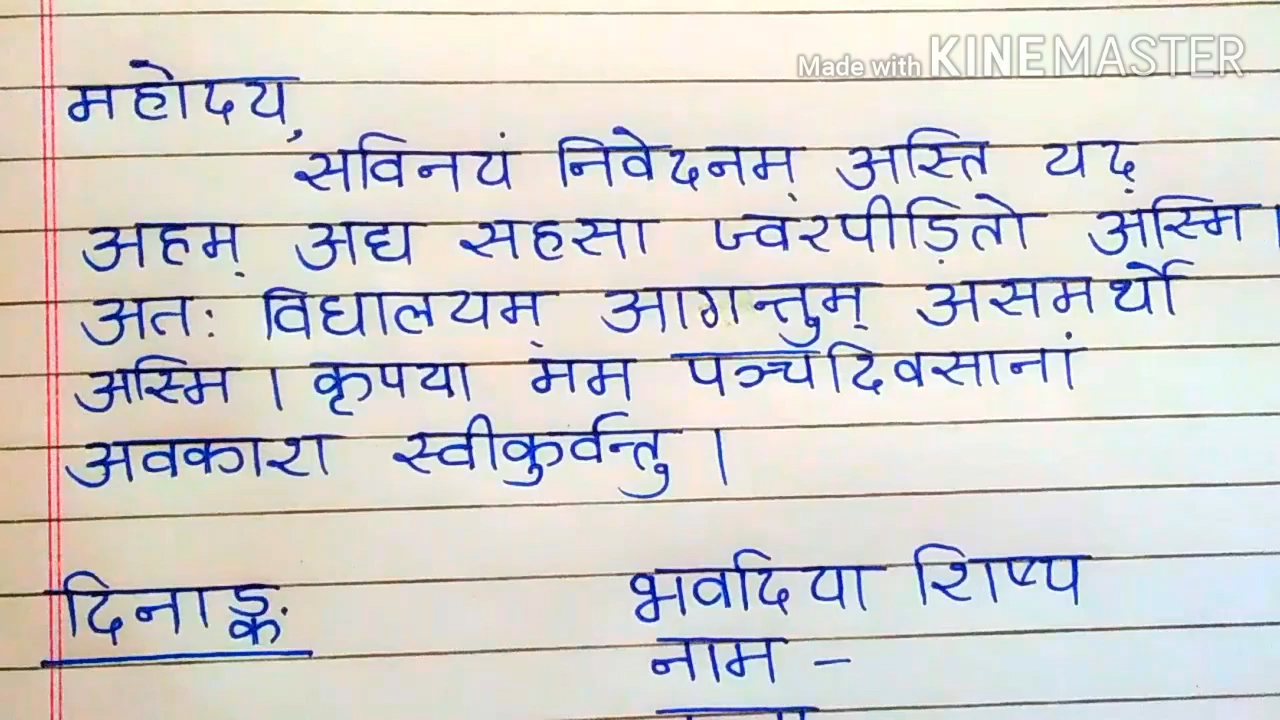 Made with KINEMASTER
महोदय,
सविनयं निवेदनम् अस्ति यद्
अहम् अद्य सहसा ज्वरपीड़ितो अस्मि।
अत: विद्यालयम् आगन्तुम् असमर्थो
अस्मि । कृपया मम पञ्चदिवसानां
अवकाश स्वीकुर्वन्तु ।
दिनाङ्क:
भवदिया शिष्य
नाम –